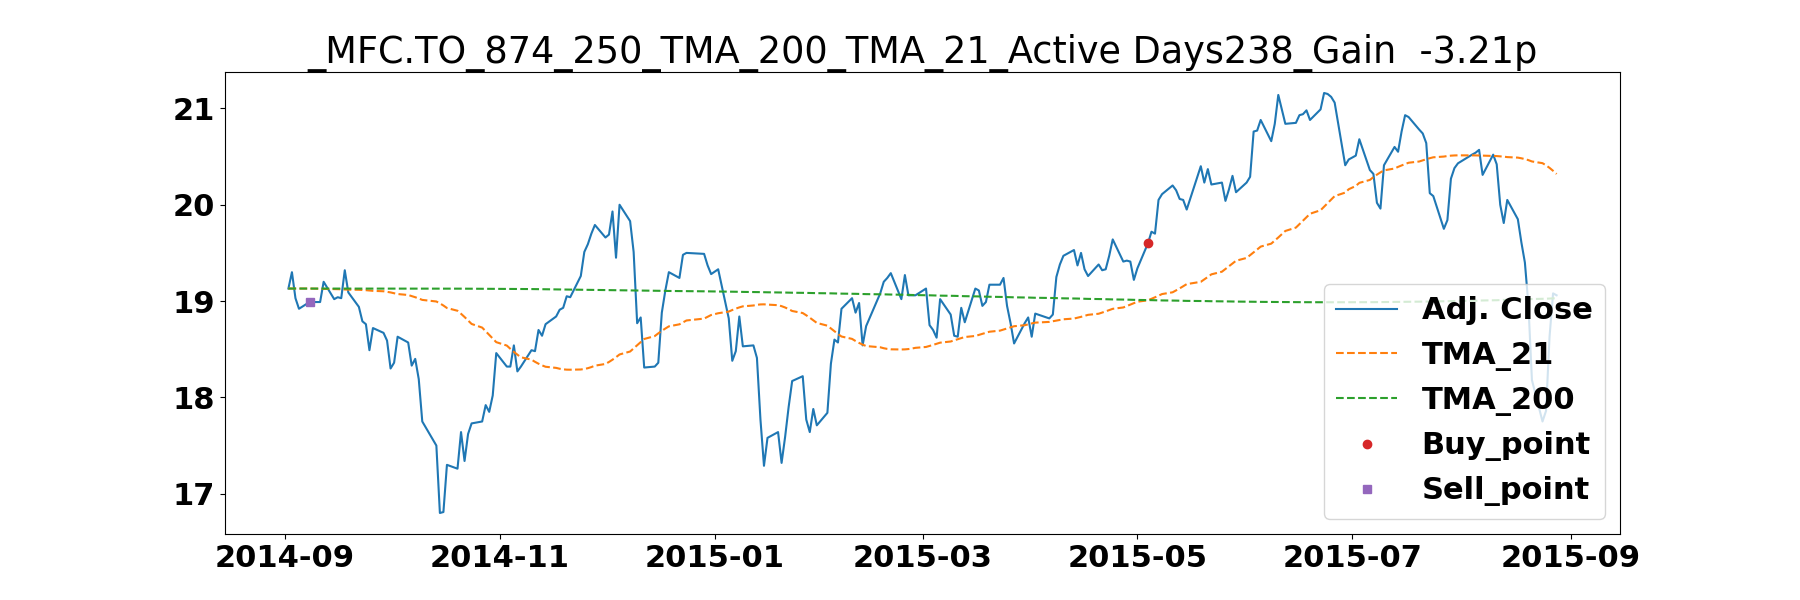 _MFC.TO_874_250_TMA_200_TMA_21_Active Days238_Gain  -3.21p
21
20
19
18
17
2014-09 2014-11 2015-01 2015-03 2015-05 2015-07 2015-09
Adj. Close
TMA_21
TMA_200
Buy_point
Sell_point